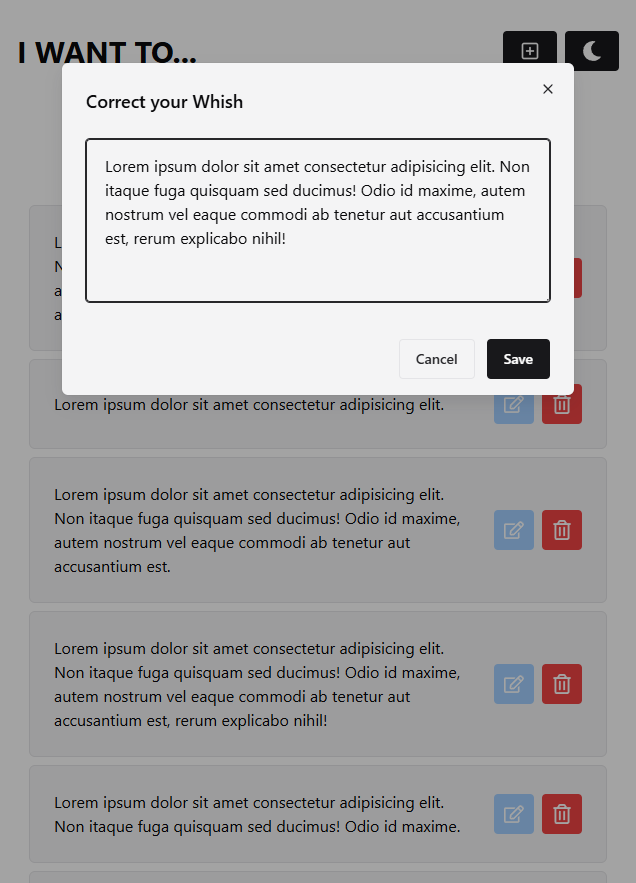 I WANT TO...
Correct your Whish
Lorem ipsum dolor sit amet consectetur adipisicing elit. Non
itaque fuga quisquam sed ducimus! Odio id maxime, autem
nostrum vel eaque commodi ab tenetur aut accusantium
est, rerum explicabo nihil!
Cancel
Save
Lorem ipsum dolor sit amet consectetur adipisicing elit.
Lorem ipsum dolor sit amet consectetur adipisicing elit.
Non itaque fuga quisquam sed ducimus! Odio id maxime,
autem nostrum vel eaque commodi ab tenetur aut
accusantium est.
Lorem ipsum dolor sit amet consectetur adipisicing elit.
Non itaque fuga quisquam sed ducimus! Odio id maxime,
autem nostrum vel eaque commodi ab tenetur aut
accusantium est, rerum explicabo nihil!
Lorem ipsum dolor sit amet consectetur adipisicing elit.
Non itaque fuga quisquam sed ducimus! Odio id maxime.